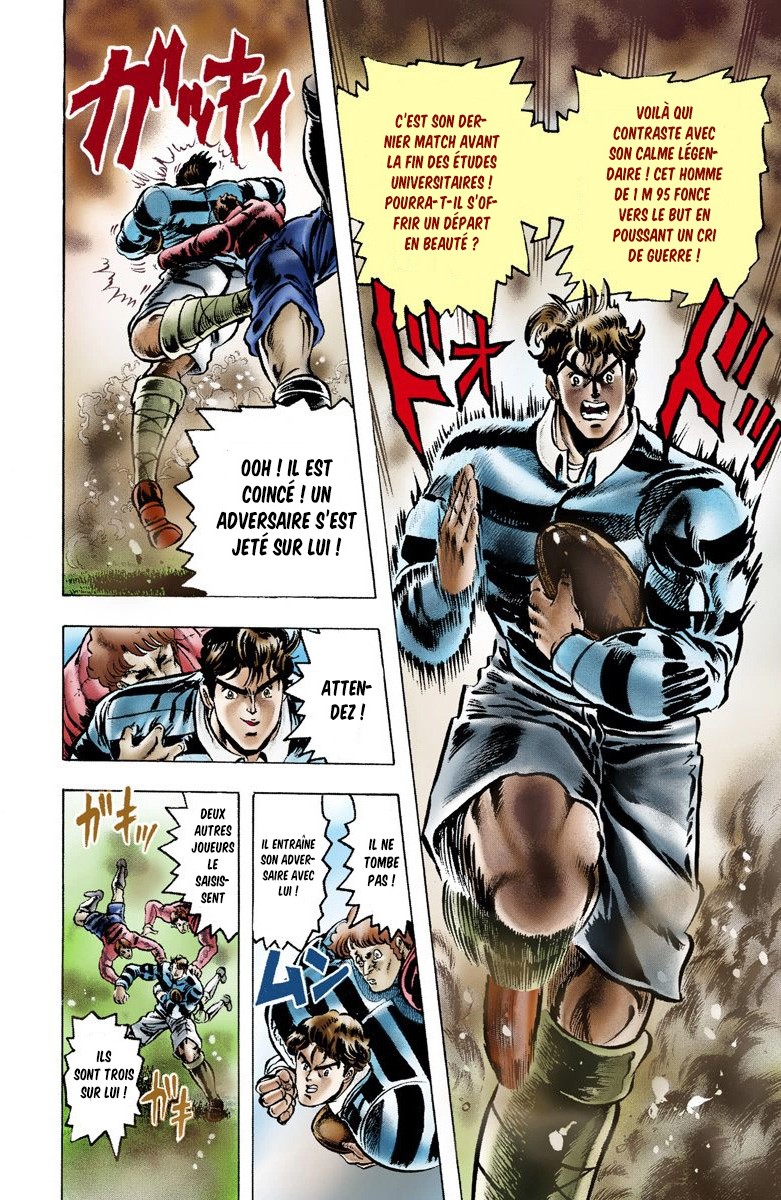 VOILÀ QUI
CONTRASTE AVEC
SON CALME LÉGEN-
DAIRE ! CET HOMME
DE 1 M 95 FONCE
VERS LE BUT EN
POUSSANT UN CRI
DE GUERRE !
C'EST SON DER-
NIER MATCH AVANT
LA FIN DES ÉTUDES
UNIVERSITAIRES !
POURRA-T-IL S'OF-
FRIR UN DÉPART
EN BEAUTÉ ?
ドドォ
ガッキィ
OOH ! IL EST
COINCÉ ! UN
ADVERSAIRE S'EST
JETÉ SUR LUI !
ATTEN-
DEZ !
IL NE
TOMBE
PAS !
IL ENTRAÎNE
SON ADVER-
SAIRE AVEC
LUI !
ムン
DEUX
AUTRES
JOUEURS
LE
SAISIS-
SENT
ガキッ
ILS
SONT TROIS
SUR LUI !
ガキ